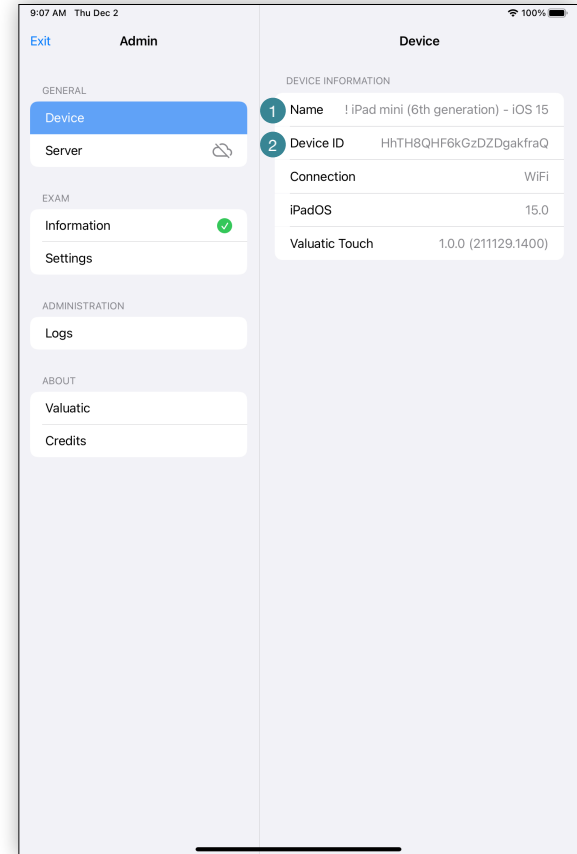 9:07 AM Thu Dec 2
100%
Exit
Admin
GENERAL
Device
Server
EXAM
Information
Settings
ADMINISTRATION
Logs
ABOUT
Valuatic
Credits
Device
DEVICE INFORMATION
1 Name ! iPad mini (6th generation) - iOS 15
2 Device ID HhTH8QHF6kGzDZDgakfraQ
Connection WiFi
iPadOS 15.0
Valuatic Touch 1.0.0 (211129.1400)